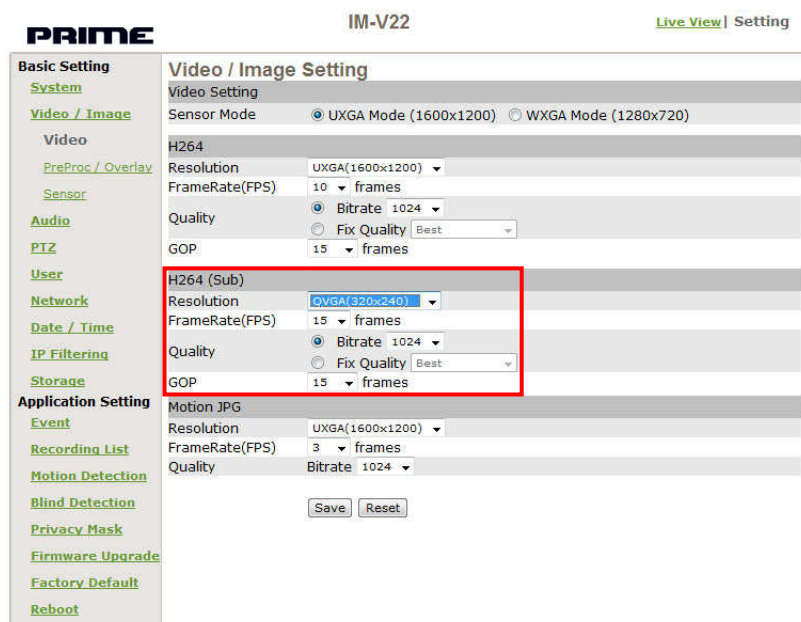 PRIME
IM-V22
Live View | Setting
Basic Setting
System
Video / Image
Video
PreProc / Overlay
Sensor
Audio
PTZ
User
Network
Date / Time
IP Filtering
Storage
Application Setting
Event
Recording List
Motion Detection
Blind Detection
Privacy Mask
Firmware Upgrade
Factory Default
Reboot
Video / Image Setting
Video Setting
Sensor Mode UXGA Mode (1600x1200) WXGA Mode (1280x720)
H264
Resolution UXGA(1600x1200)
FrameRate(FPS) 10 frames
Quality Bitrate 1024
Fix Quality Best
GOP 15 frames
H264 (Sub)
Resolution QVGA(320x240)
FrameRate(FPS) 15 frames
Quality Bitrate 1024
Fix Quality Best
GOP 15 frames
Motion JPG
Resolution UXGA(1600x1200)
FrameRate(FPS) 3 frames
Quality Bitrate 1024
Save Reset